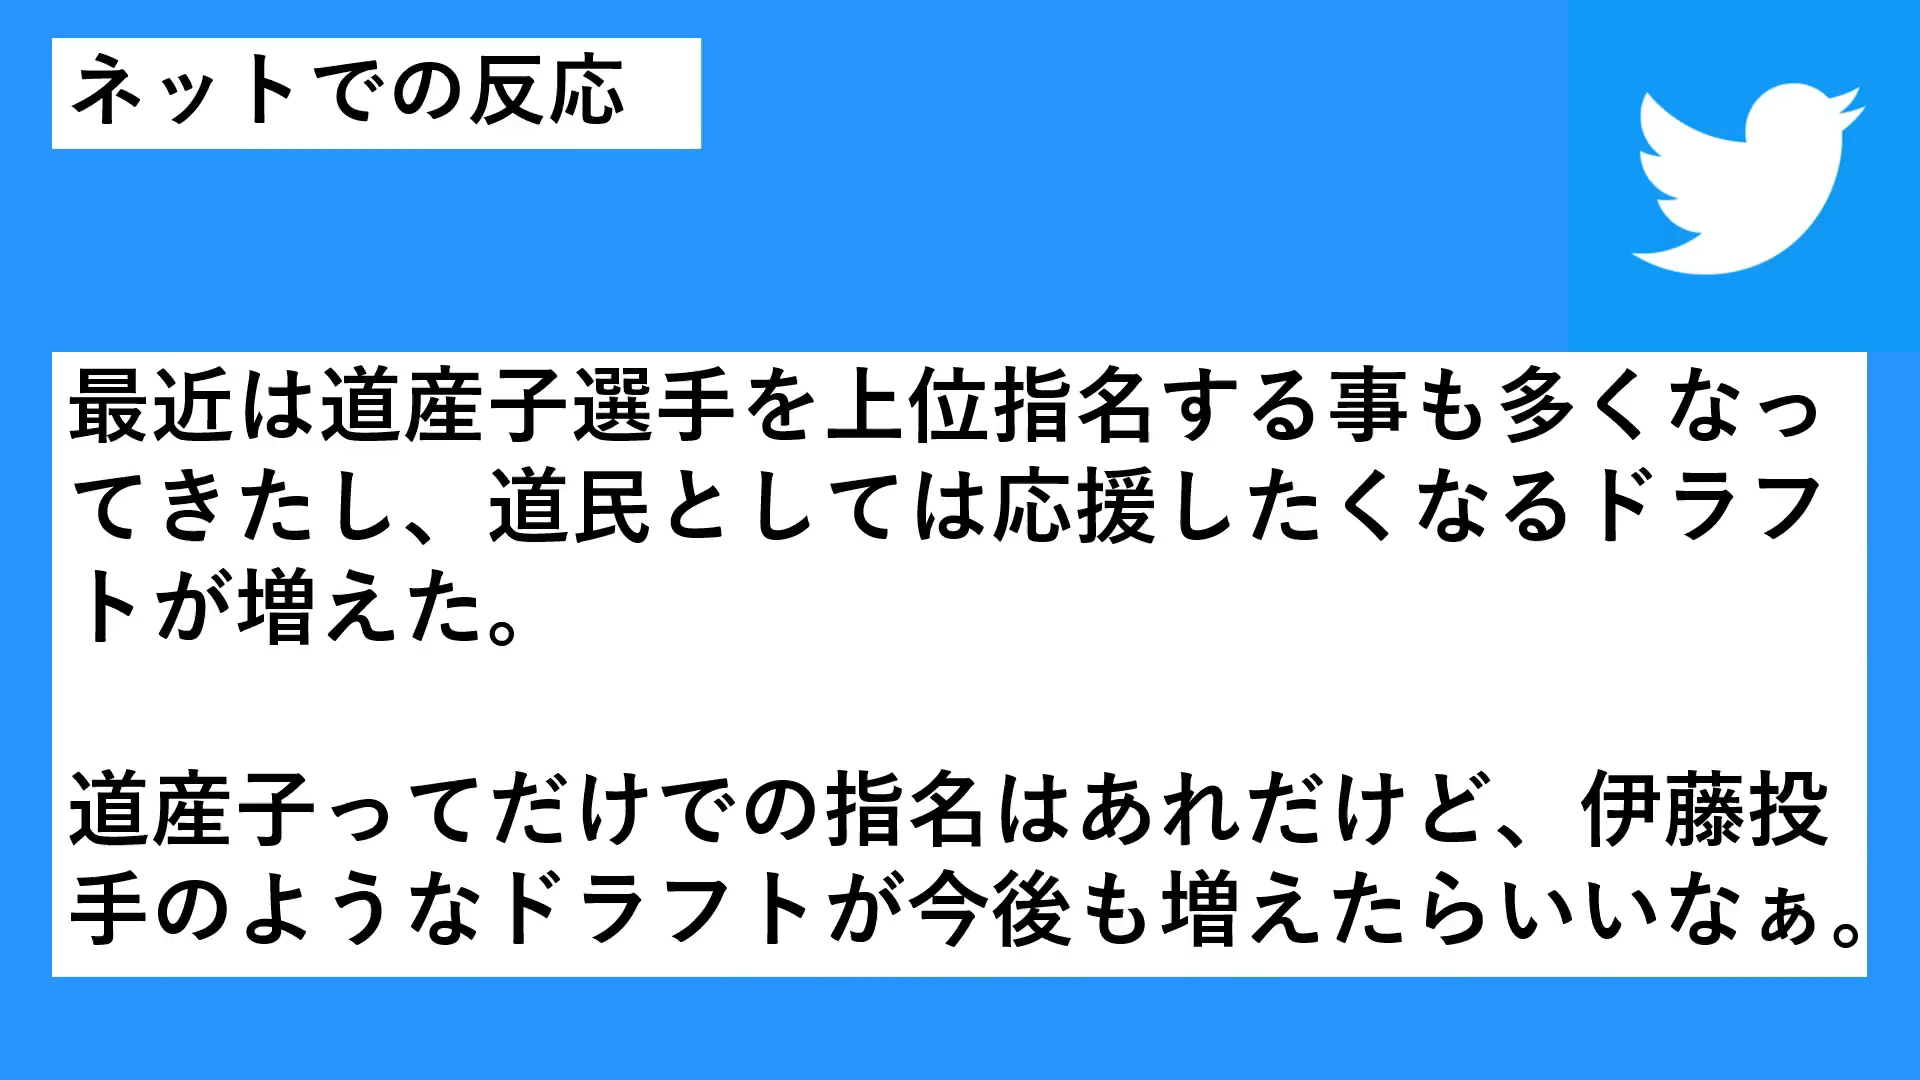 ネットでの反応
最近は道産子選手を上位指名する事も多くなっ
てきたし、道民としては応援したくなるドラフ
トが増えた。
道産子ってだけでの指名はあれだけど、伊藤投
手のようなドラフトが今後も増えたらいいなぁ。